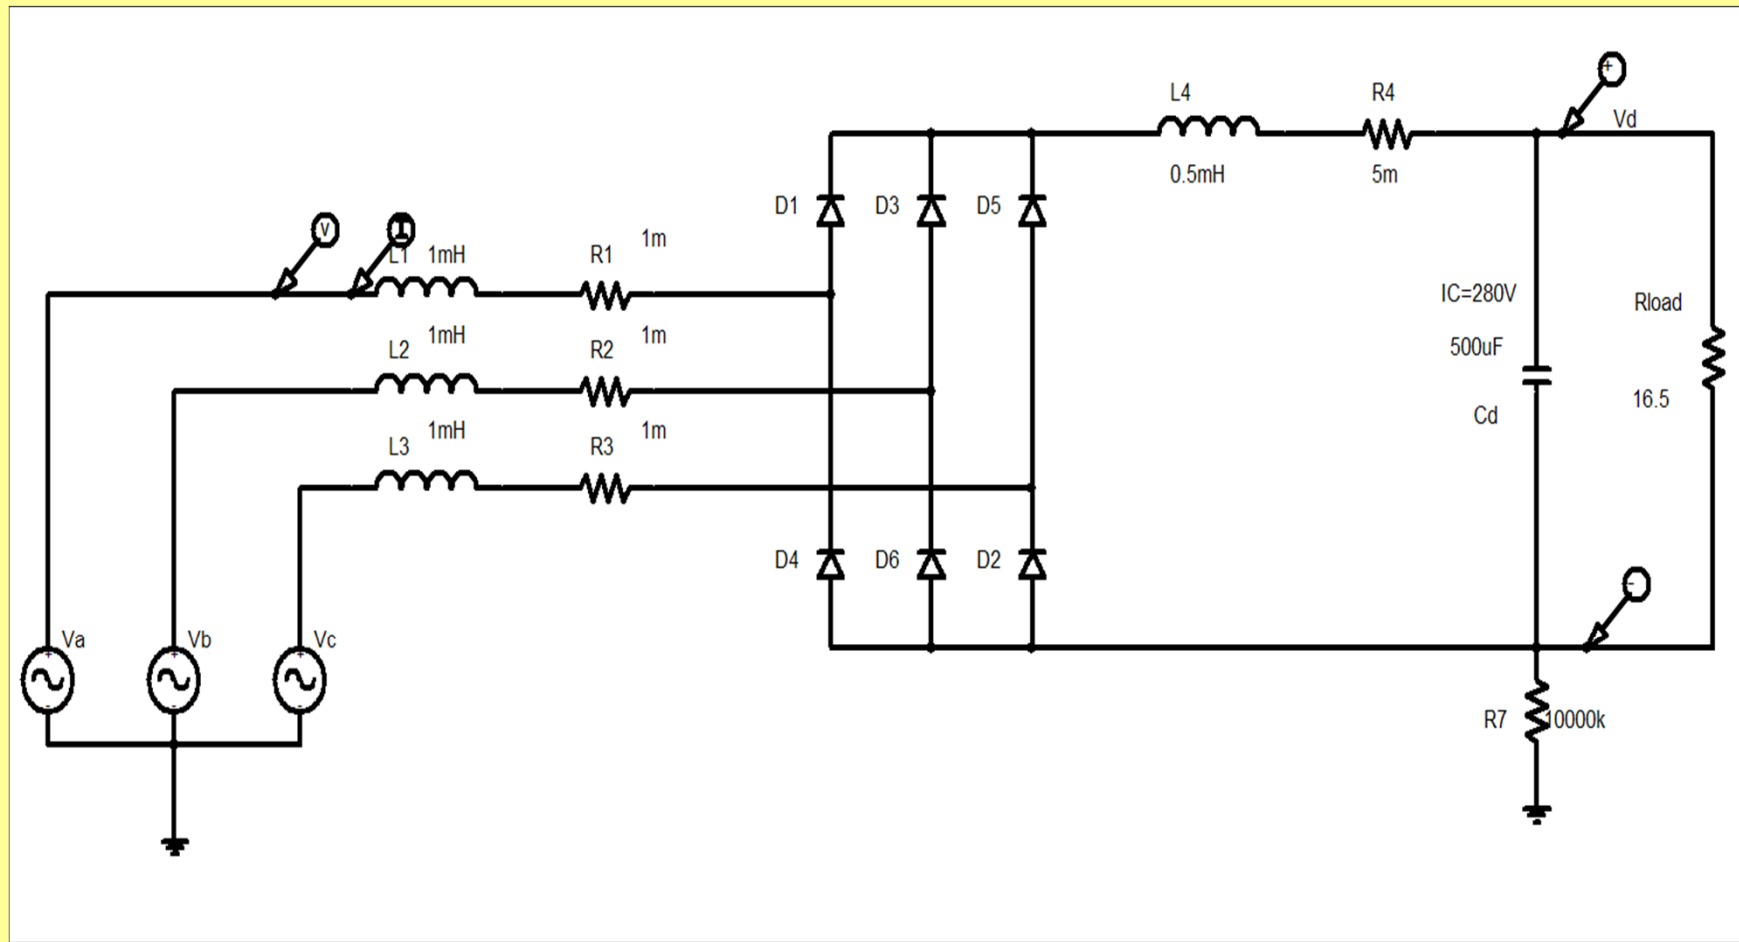 L4
R4
Vd
0.5mH
5m
D1
D3
D5
V
I
L1
1mH
R1
1m
IC=280V
Rload
L2
1mH
R2
1m
500uF
16.5
Cd
L3
1mH
R3
1m
D4
D6
D2
Va
Vb
Vc
R7
10000k